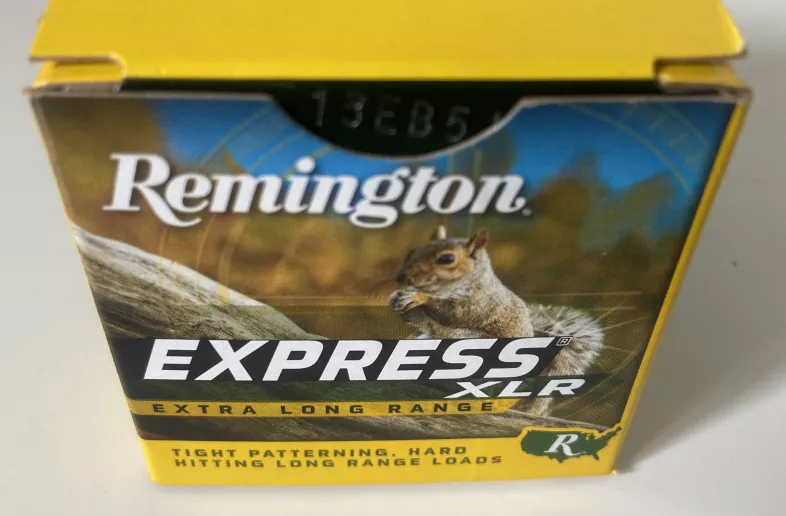 13EB5
Remington®
EXPRESS®
XLR
EXTRA LONG RANGE
TIGHT PATTERNING, HARD
HITTING LONG RANGE LOADS
R